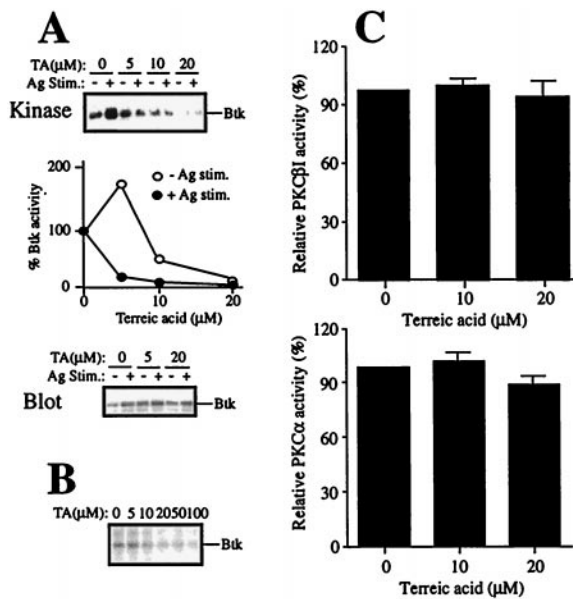 A
TA(μM): 0 5 10 20
Ag Stim.: - + - + - + - +
Kinase
Btk
200
100
0
% Btk activity
- Ag stim.
+ Ag stim.
0 10 20
Terreic acid (μM)
TA(μM): 0 5 20
Ag Stim.: - + - + - +
Blot
Btk
B
TA(μM): 0 5 10 20 50 100
Btk
C
120
90
60
30
0
Relative PKCβI activity (%)
0 10 20
Terreic acid (μM)
120
90
60
30
0
Relative PKCα activity (%)
0 10 20
Terreic acid (μM)